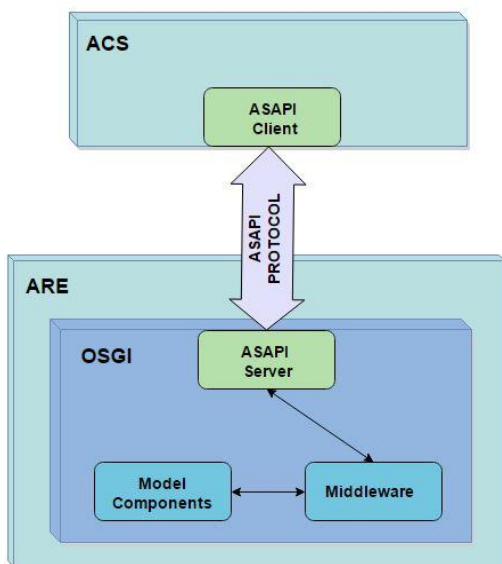 ACS
ASAPI
Client
ASAPI
PROTOCOL
ARE
OSGI
ASAPI
Server
Model
Components
Middleware